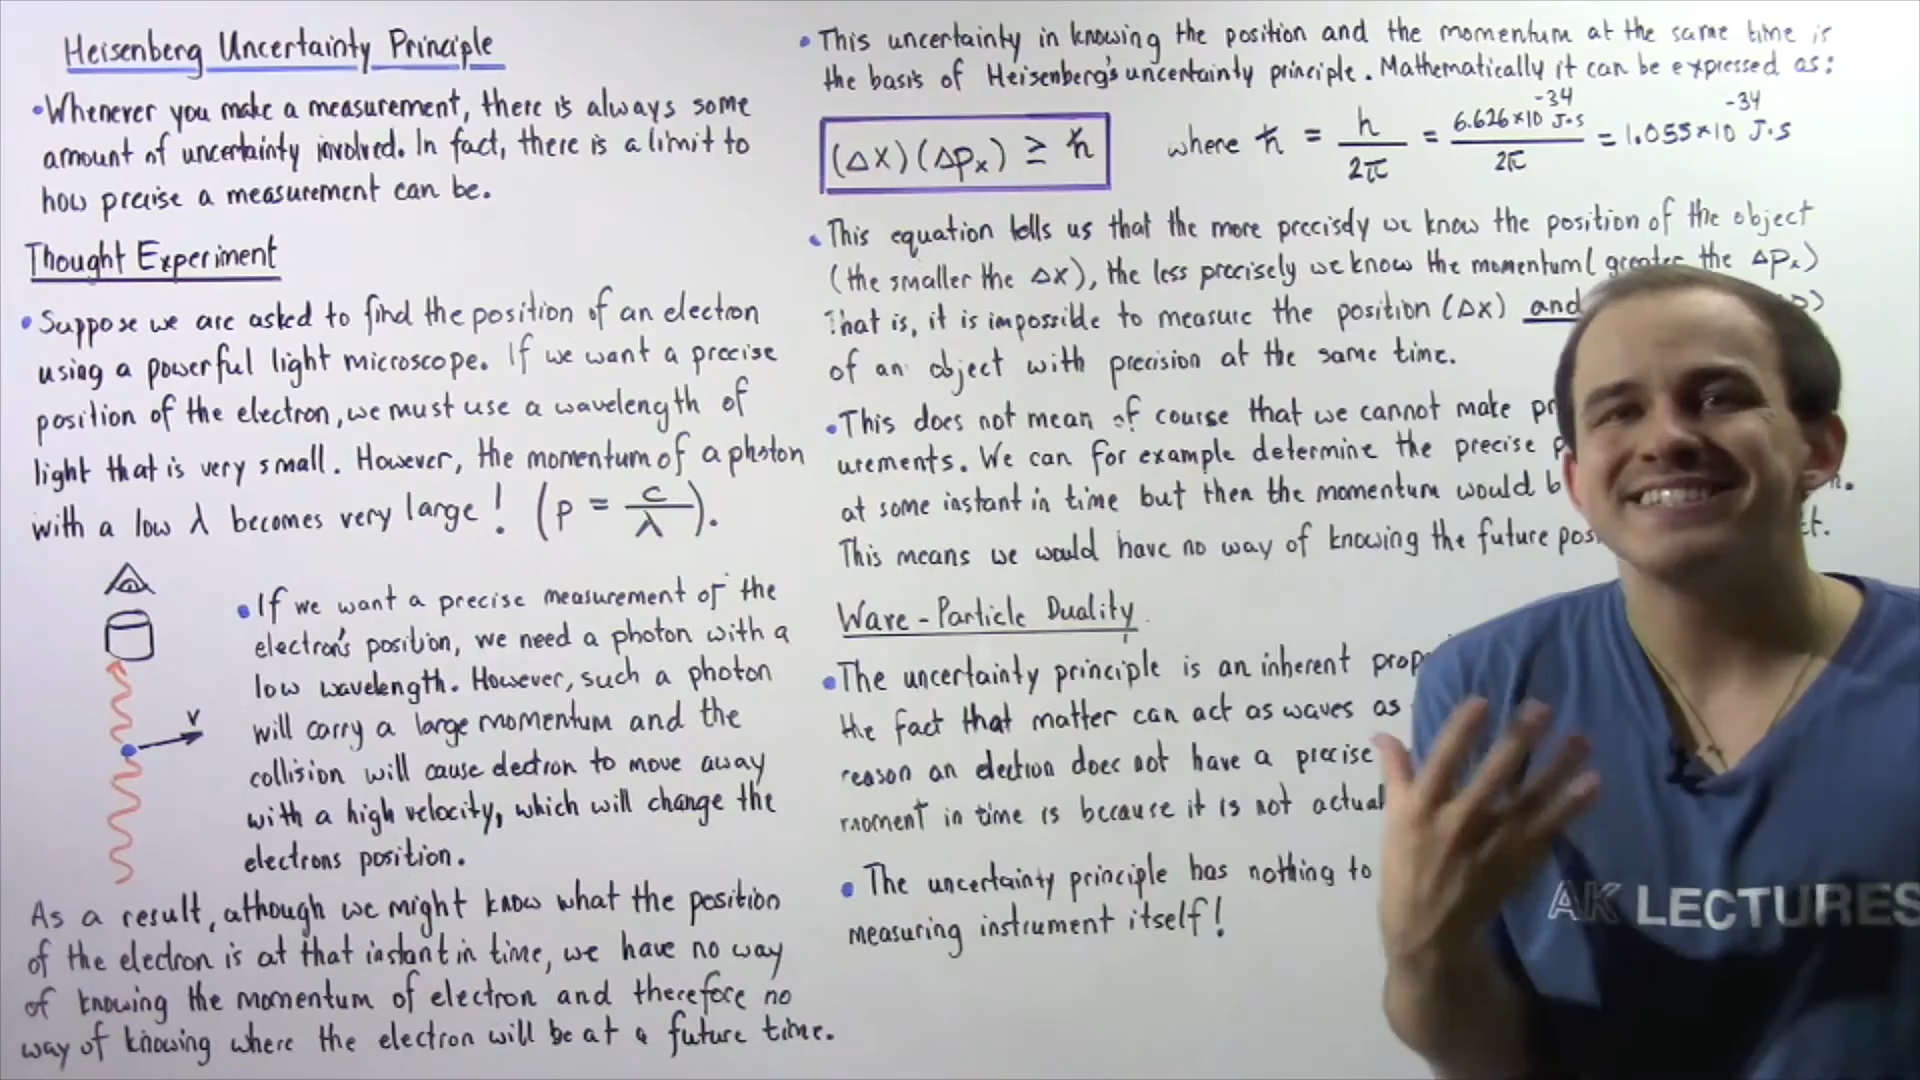 Heisenberg Uncertainty Principle
•Whenever you make a measurement, there is always some
amount of uncertainty involved. In fact, there is a limit to
how precise a measurement can be.
Thought Experiment
•Suppose we are asked to find the position of an electron
using a powerful light microscope. If we want a precise
position of the electron, we must use a wavelength of
light that is very small. However, the momentum of a photon
with a low λ becomes very large! (p = c/λ).
v
•If we want a precise measurement of the
electron's position, we need a photon with a
low wavelength. However, such a photon
will carry a large momentum and the
collision will cause electron to move away
with a high velocity, which will change the
electrons position.
As a result, although we might know what the position
of the electron is at that instant in time, we have no way
of knowing the momentum of electron and therefore no
way of knowing where the electron will be at a future time.
•This uncertainty in knowing the position and the momentum at the same time is
the basis of Heisenberg's uncertainty principle. Mathematically it can be expressed as:
(Δx)(Δpₓ) ≥ ħ where ħ = h/2π = 6.626×10⁻³⁴ J·s/2π = 1.055×10⁻³⁴ J·s
•This equation tells us that the more precisely we know the position of the object
(the smaller the Δx), the less precisely we know the momentum (greater the Δpₓ)
That is, it is impossible to measure the position (Δx) and
of an object with precision at the same time.
•This does not mean of course that we cannot make
urements. We can for example determine the precise
at some instant in time but then the momentum would
This means we would have no way of knowing the future
Wave-Particle Duality
•The uncertainty principle is an inherent
the fact that matter can act as waves as
reason an electron does not have a precise
moment in time is because it is not
• The uncertainty principle has nothing to
measuring instrument itself!
AK LECTURES